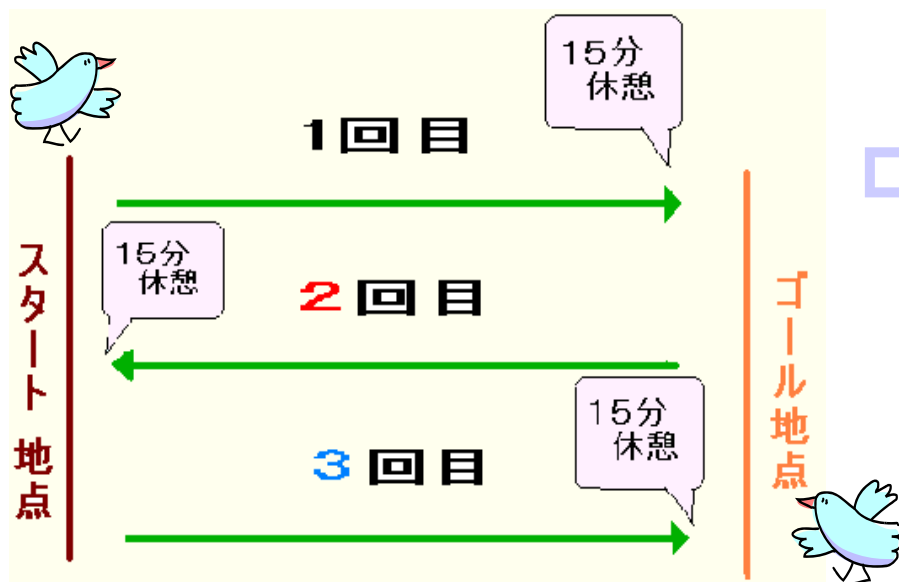 15分
休憩
1回目
スタート地点
15分
休憩
2回目
ゴール地点
15分
休憩
3回目